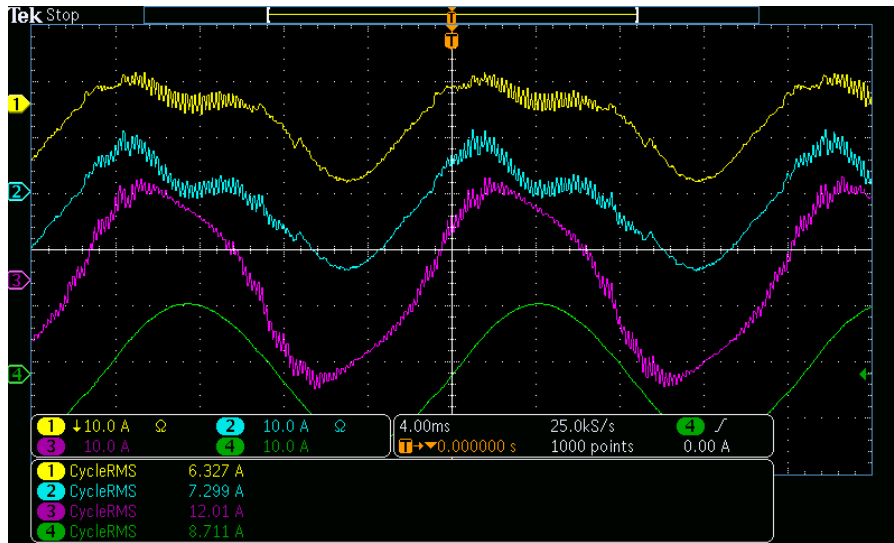 Tek Stop
T
T
1
2
3
4
1 ↓10.0 A Ω 2 10.0 A Ω
3 10.0 A 4 10.0 A
4.00ms 25.0kS/s 4 ∫
T→▼0.000000 s 1000 points 0.00 A
1 CycleRMS 6.327 A
2 CycleRMS 7.299 A
3 CycleRMS 12.01 A
4 CycleRMS 8.711 A